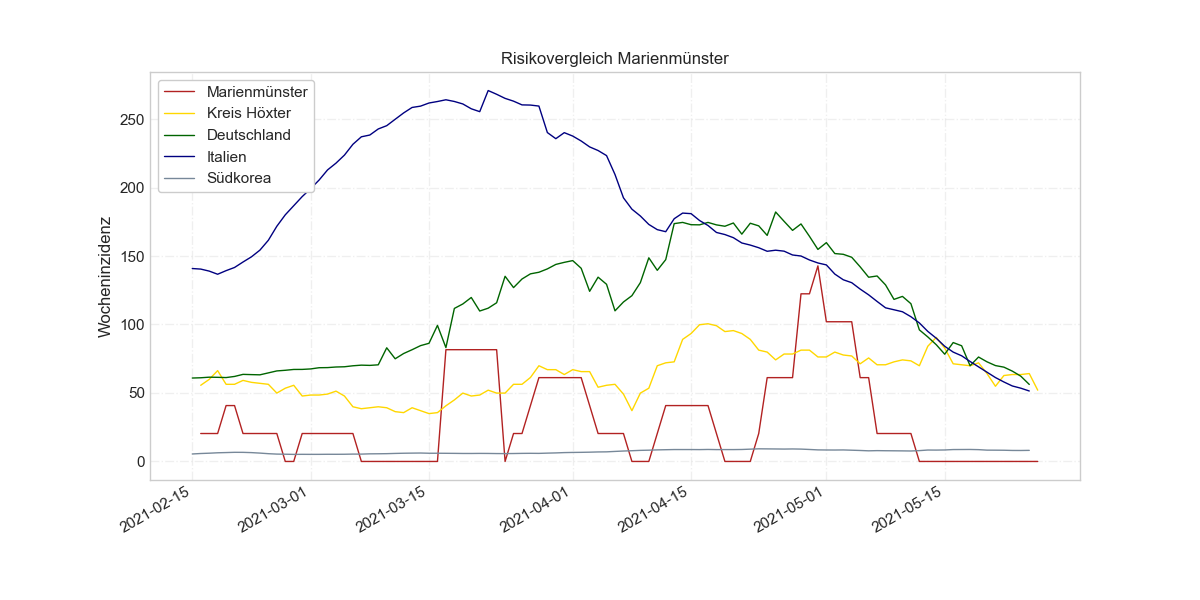 Risikovergleich Marienmünster
Marienmünster
Kreis Höxter
Deutschland
Italien
Südkorea
Wocheninzidenz
250
200
150
100
50
0
2021-02-15
2021-03-01
2021-03-15
2021-04-01
2021-04-15
2021-05-01
2021-05-15